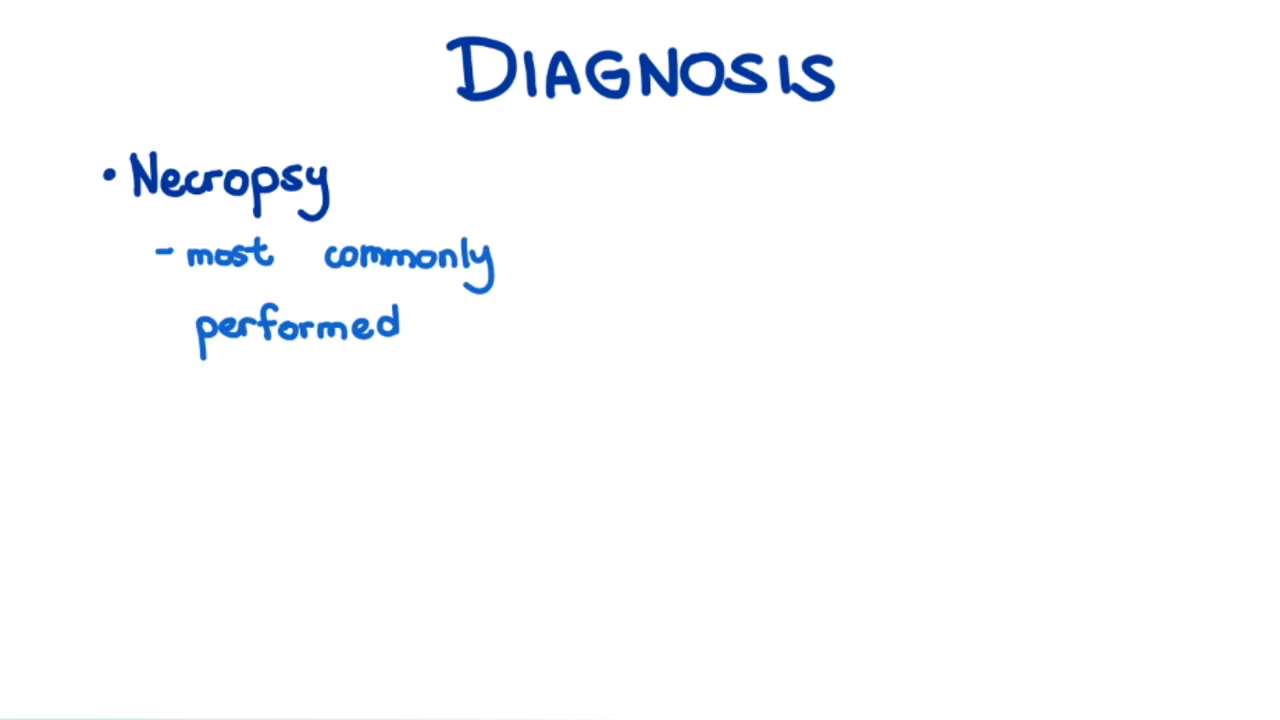 DIAGNOSIS
• Necropsy
- most commonly
performed